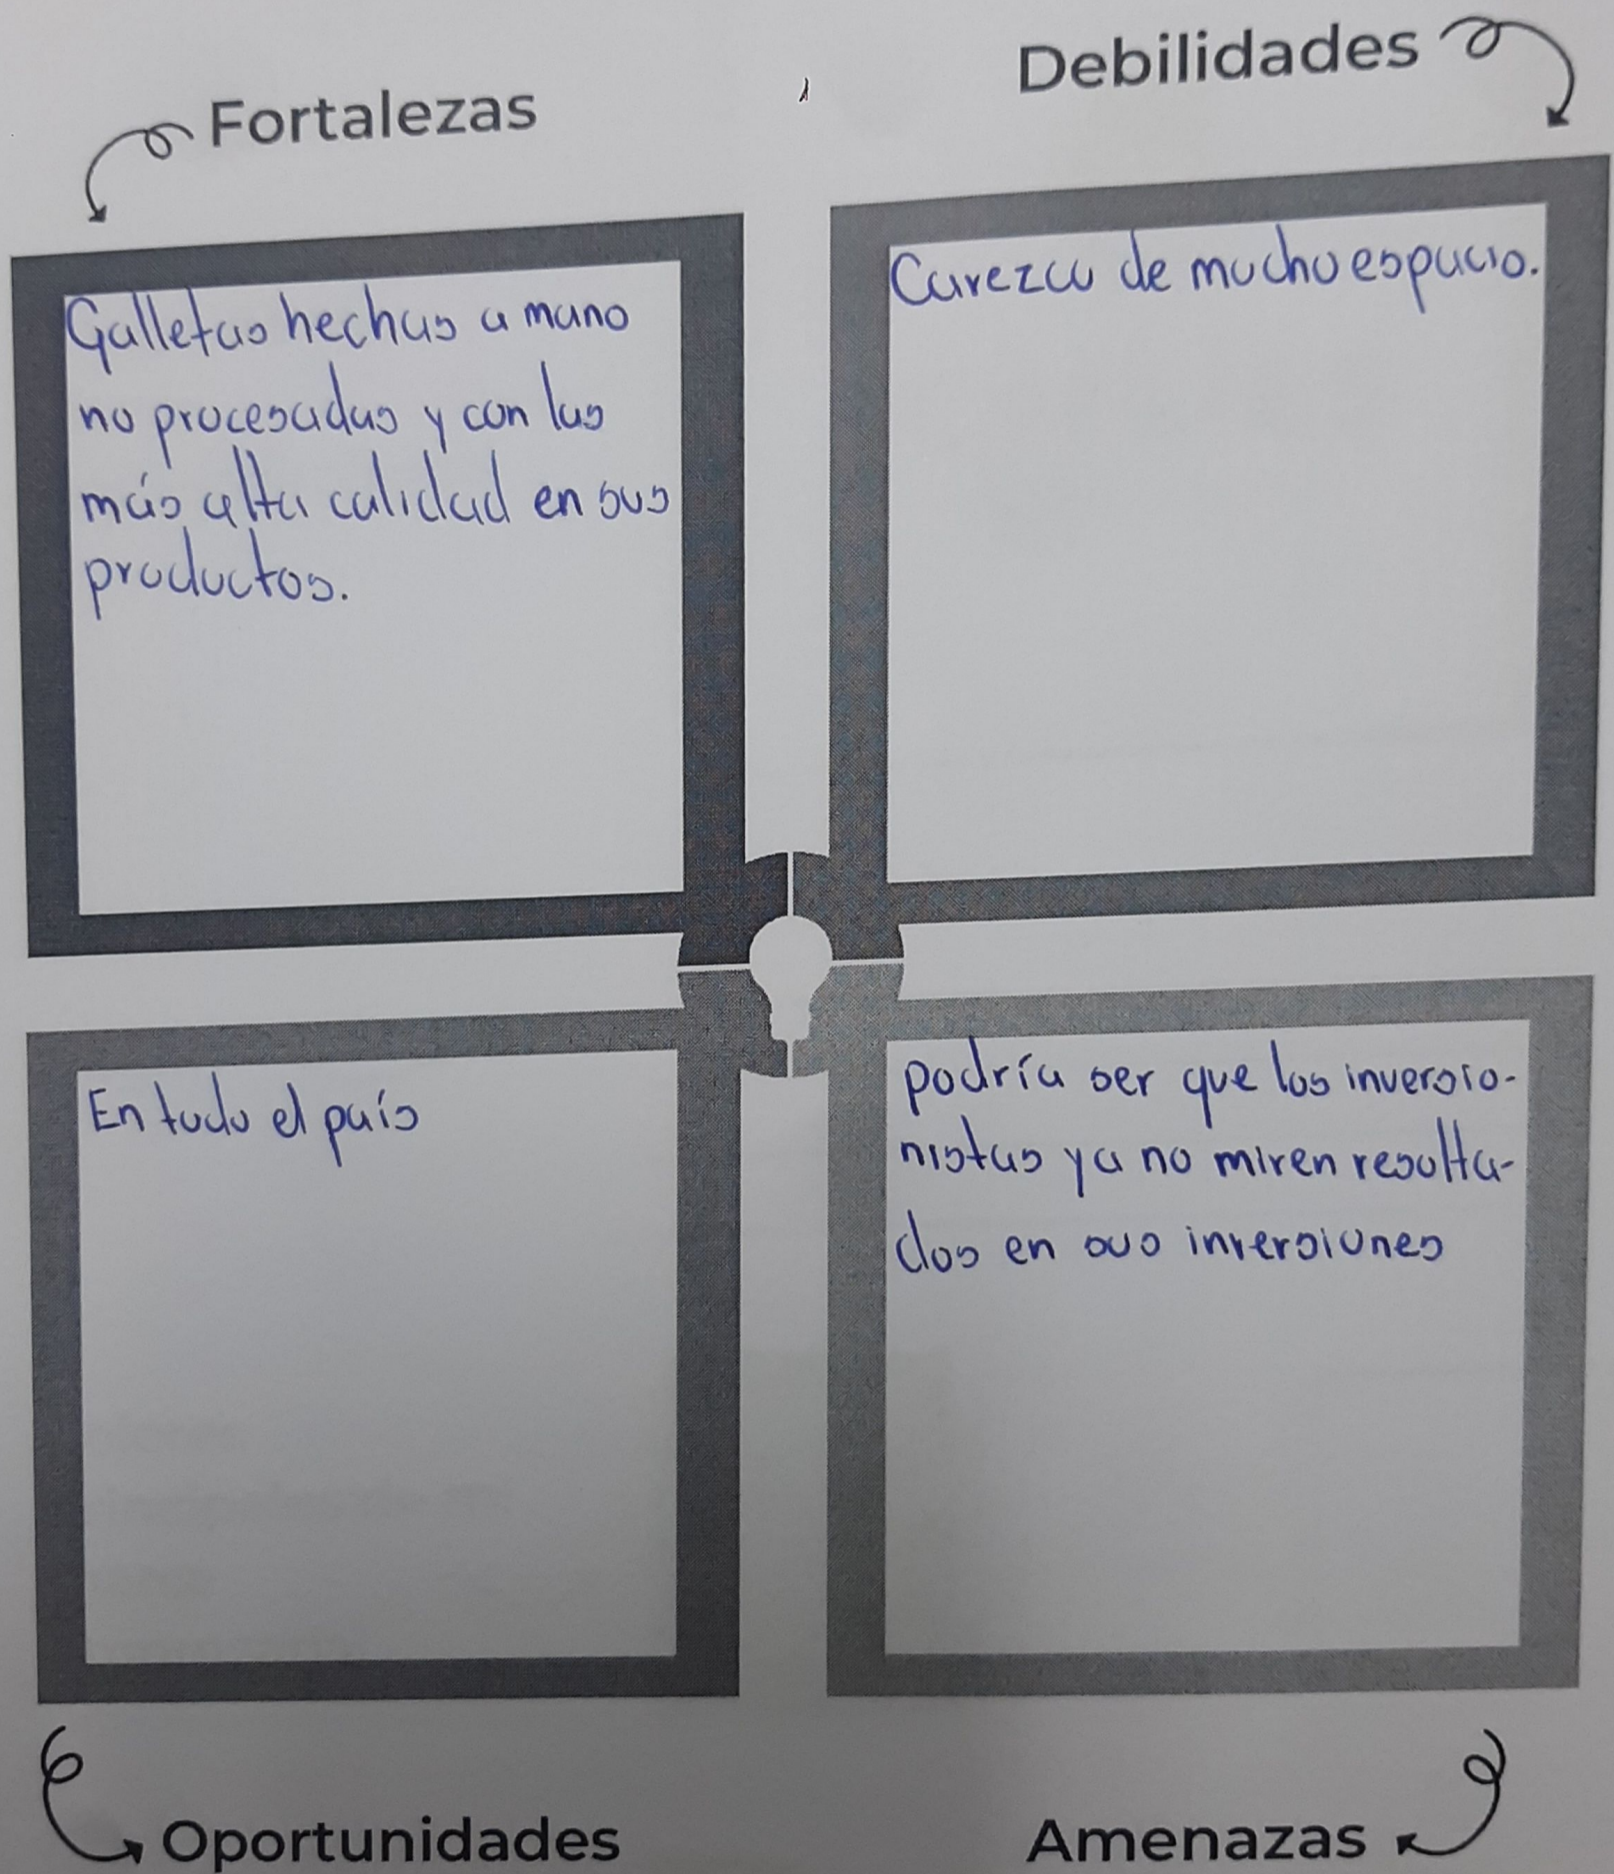 Fortalezas
Galletas hechas a mano
no procesadas y con las
más alta calidad en sus
productos.
Debilidades
Carezco de mucho espacio.
En todo el país
Oportunidades
podría ser que los inversio-
nistas ya no miren resulta-
dos en sus inversiones
Amenazas